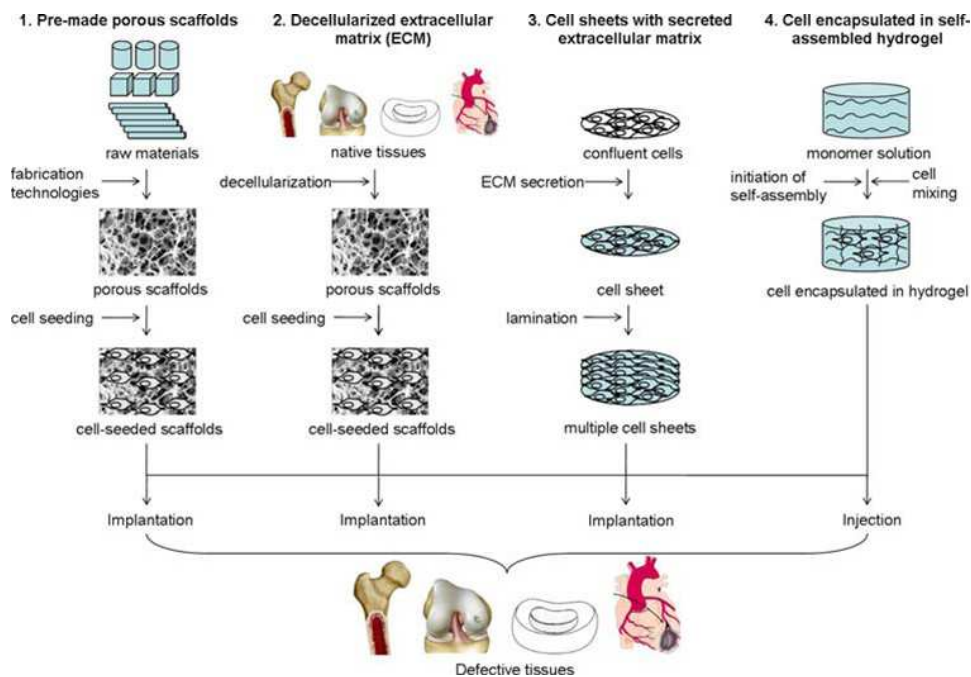 1. Pre-made porous scaffolds
raw materials
fabrication
technologies
porous scaffolds
cell seeding
cell-seeded scaffolds
Implantation
2. Decellularized extracellular
matrix (ECM)
native tissues
decellularization
porous scaffolds
cell seeding
cell-seeded scaffolds
Implantation
3. Cell sheets with secreted
extracellular matrix
confluent cells
ECM secretion
cell sheet
lamination
multiple cell sheets
Implantation
4. Cell encapsulated in self-
assembled hydrogel
monomer solution
initiation of
self-assembly
cell
mixing
cell encapsulated in hydrogel
Injection
Defective tissues